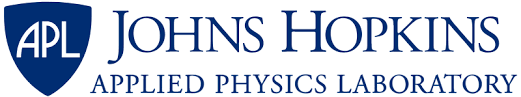 APL
JOHNS HOPKINS
APPLIED PHYSICS LABORATORY